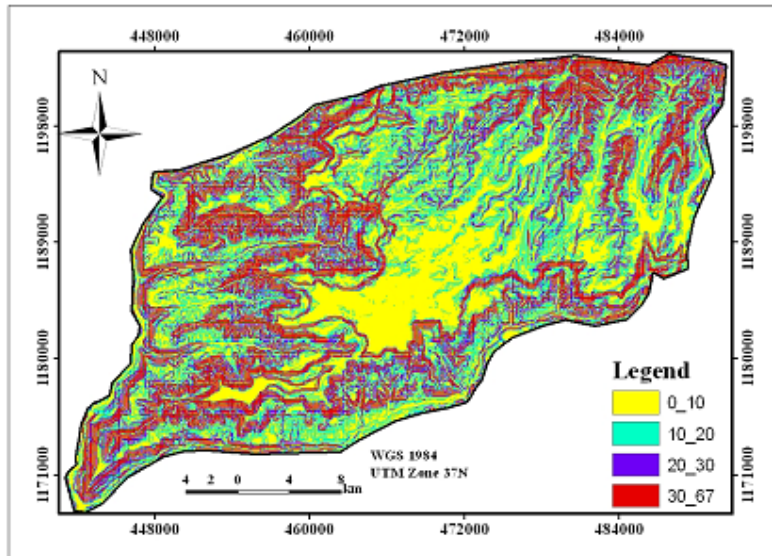 448000 460000 472000 484000
N
1198000 1198000
1189000 1189000
1180000 1180000
1171000 1171000
Legend
0_10
10_20
20_30
30_67
WGS 1984
UTM Zone 37N
4 2 0 4 8
km
448000 460000 472000 484000